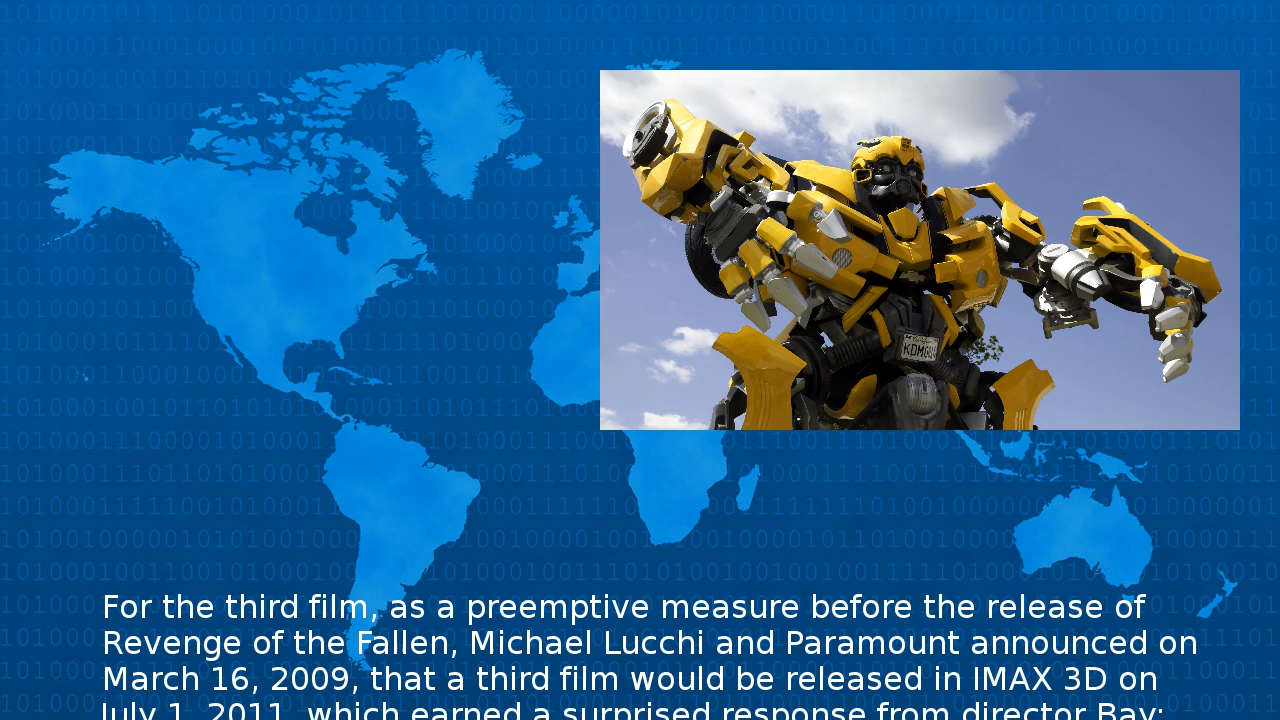 KDM
For the third film, as a preemptive measure before the release of
Revenge of the Fallen, Michael Lucchi and Paramount announced on
March 16, 2009, that a third film would be released in IMAX 3D on
July 1, 2011, which earned a surprised response from director Bay: